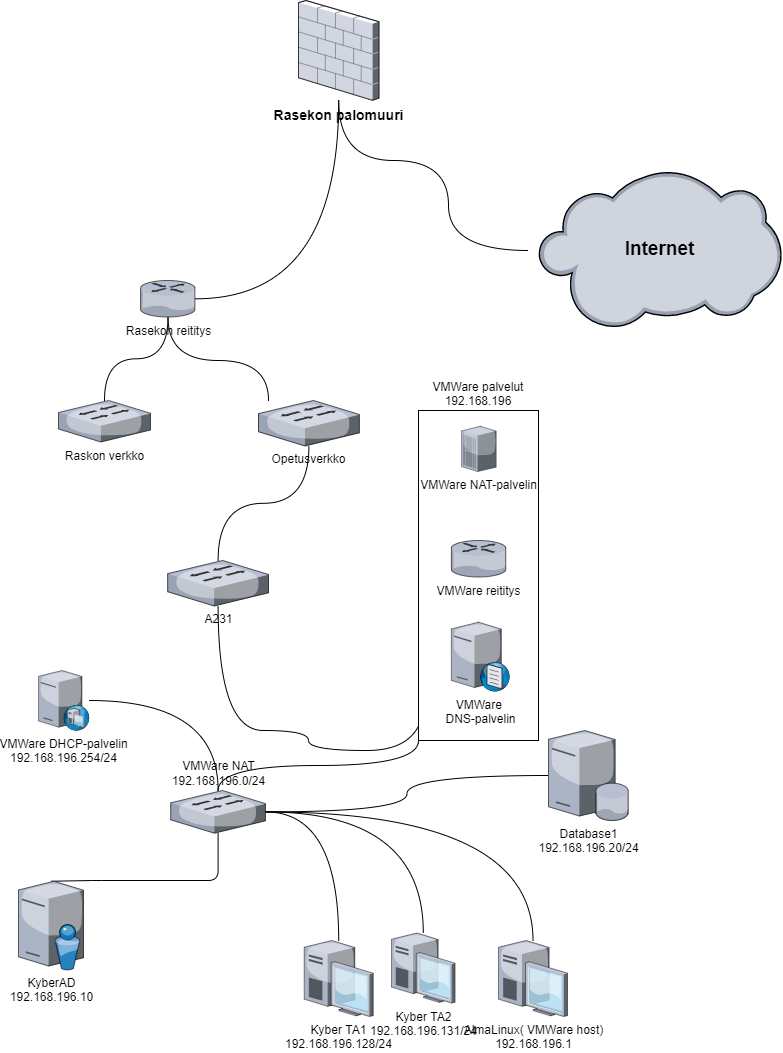 Rasekon palomuuri
Internet
Rasekon reititys
Raskon verkko
Opetusverkko
VMWare palvelut
192.168.196
VMWare NAT-palvelin
VMWare reititys
VMWare
DNS-palvelin
A231
VMWare DHCP-palvelin
192.168.196.254/24
VMWare NAT
192.168.196.0/24
Database1
192.168.196.20/24
KyberAD
192.168.196.10
Kyber TA1
192.168.196.128/24
Kyber TA2
192.168.196.131/24
AlmaLinux( VMWare host)
192.168.196.1